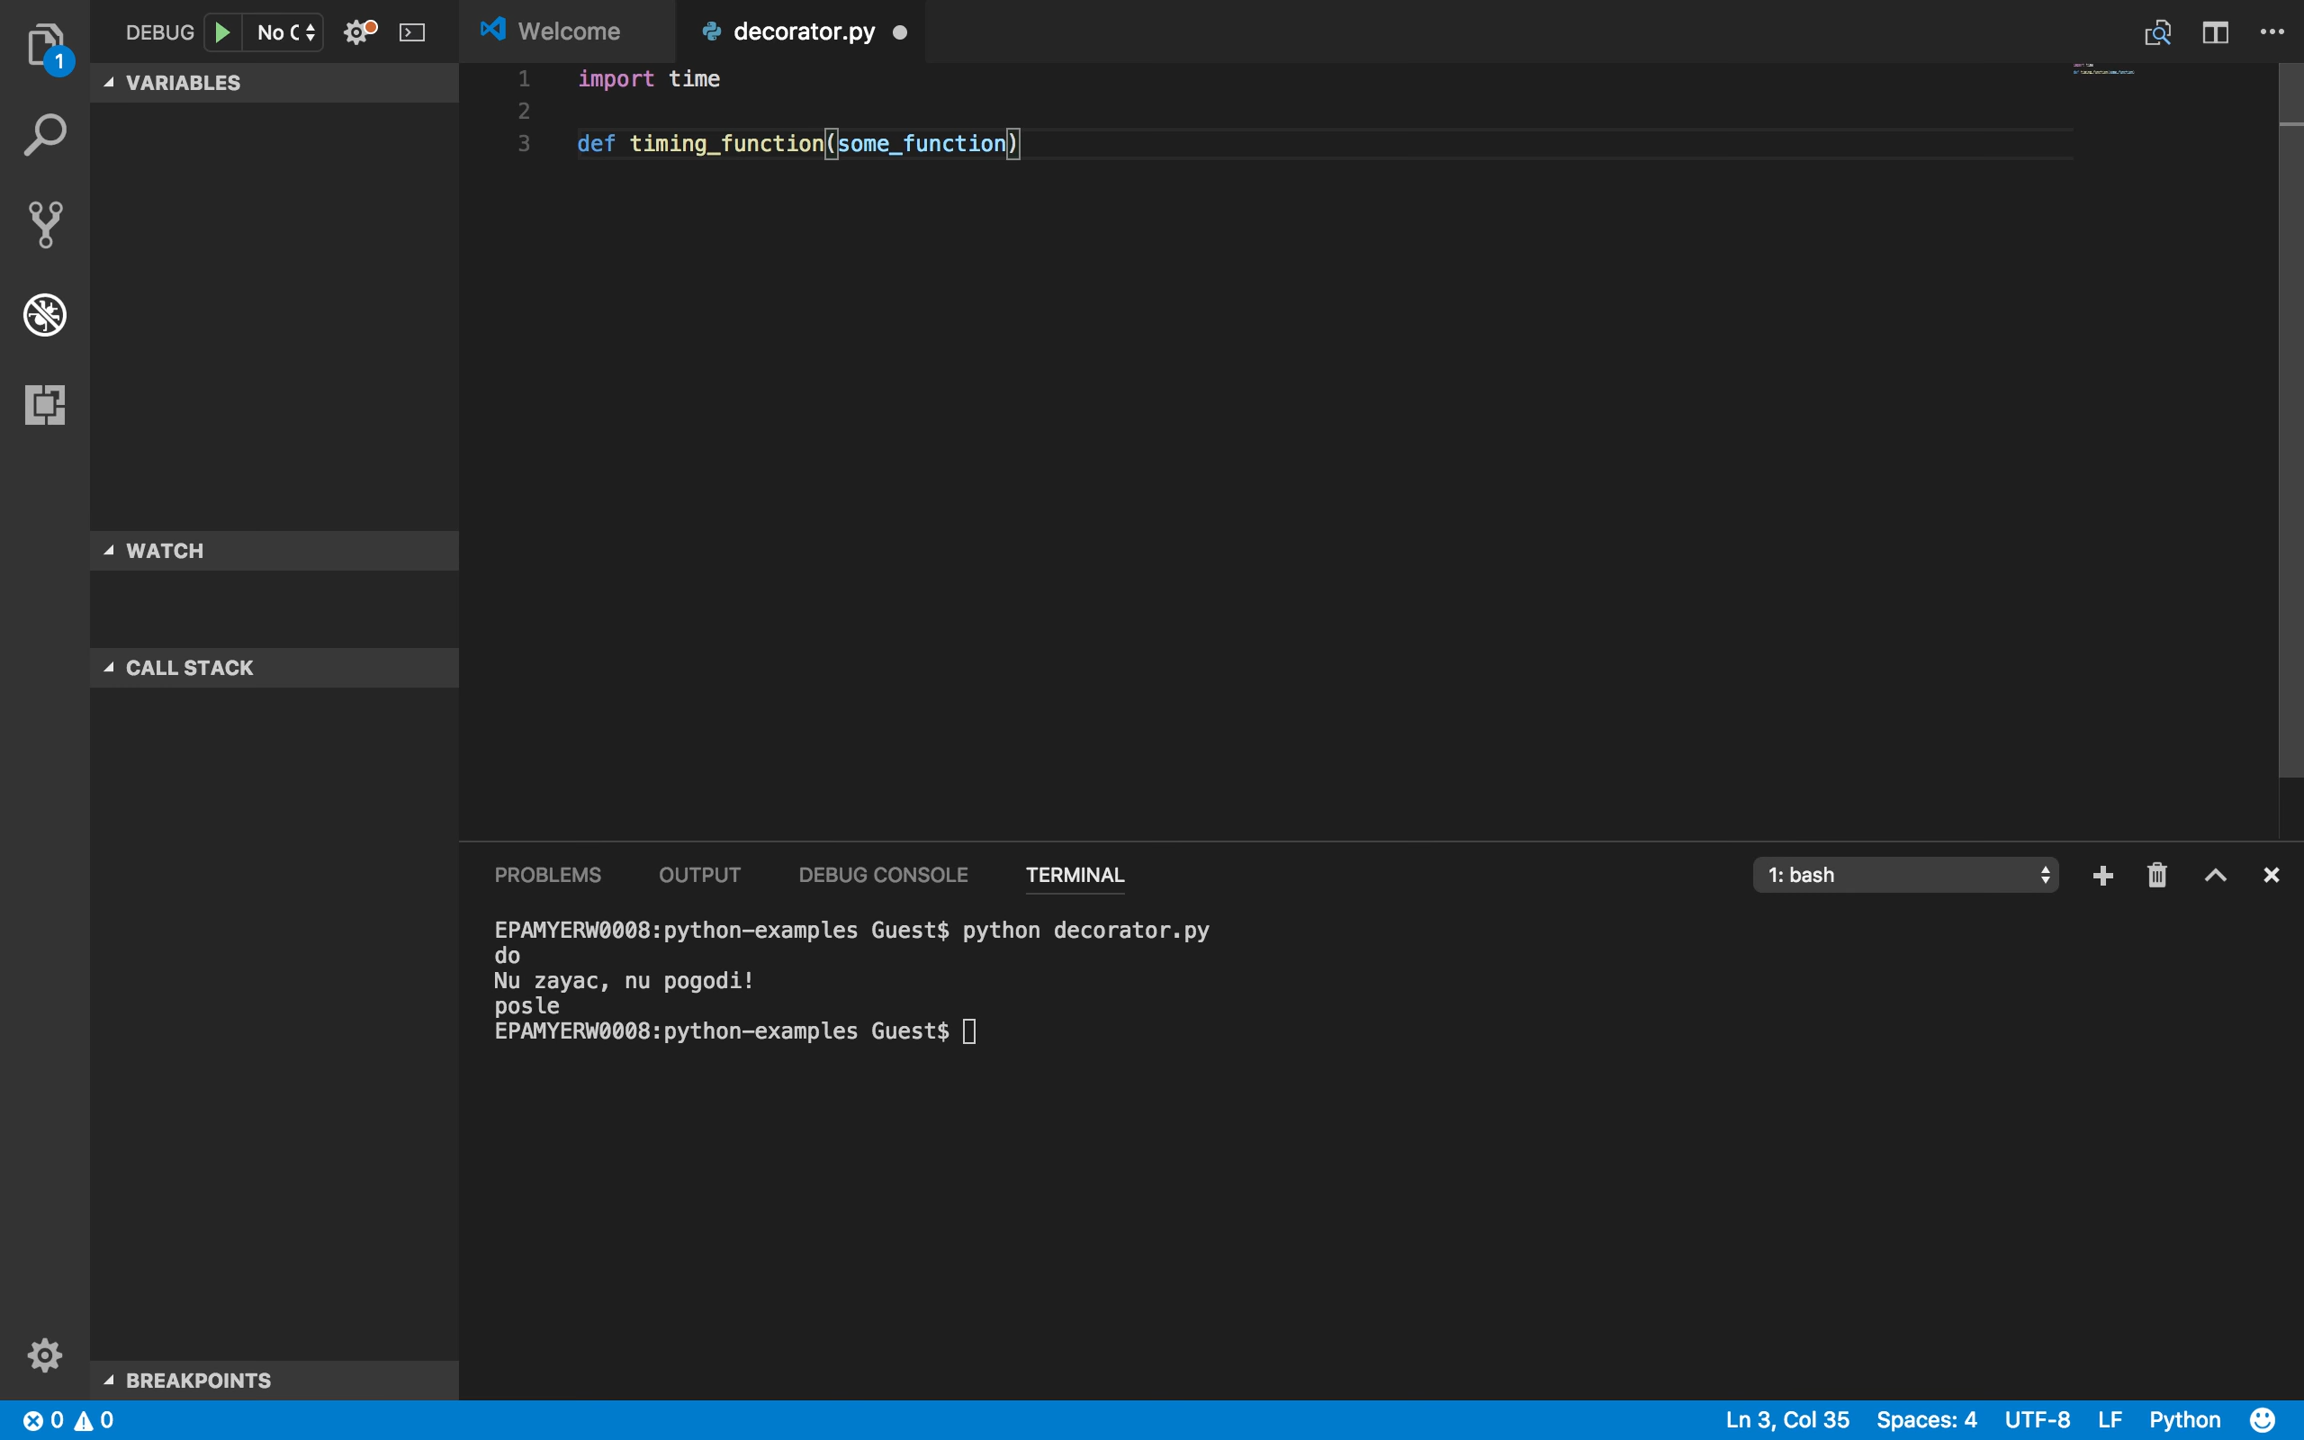 DEBUG No C
Welcome
decorator.py
1
VARIABLES
1 import time
2
3 def timing_function(some_function)
WATCH
CALL STACK
PROBLEMS OUTPUT DEBUG CONSOLE TERMINAL
1: bash
EPAMYERW0008:python-examples Guest$ python decorator.py
do
Nu zayac, nu pogodi!
posle
EPAMYERW0008:python-examples Guest$
BREAKPOINTS
0 0
Ln 3, Col 35 Spaces: 4 UTF-8 LF Python